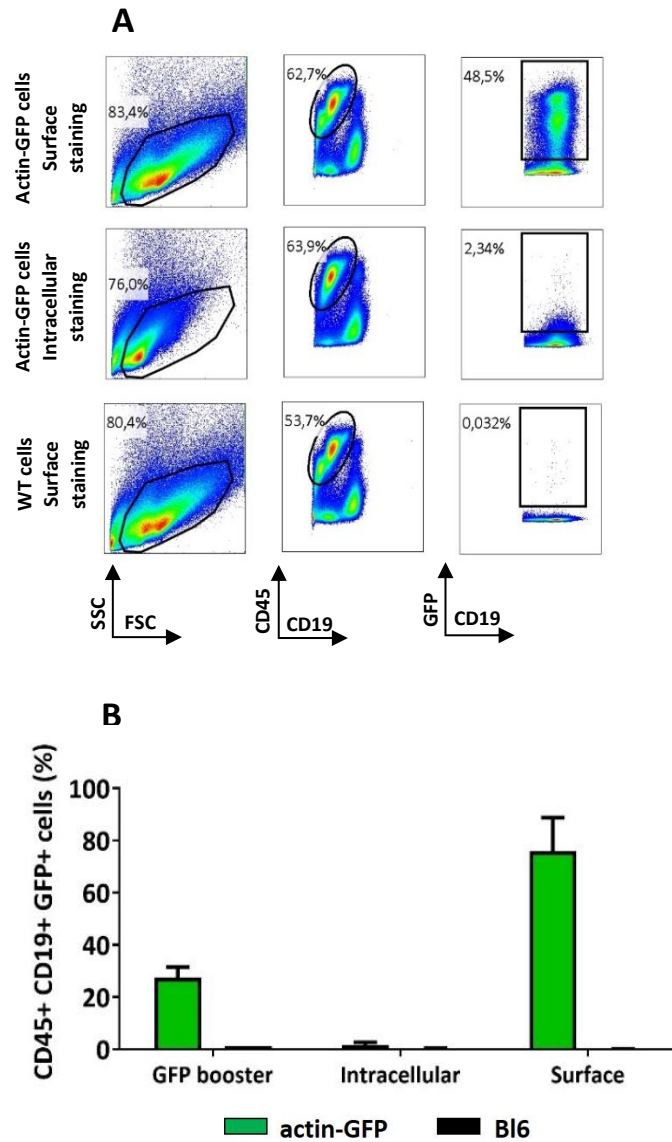 A
Actin-GFP cells
Surface
staining
83,4%
62,7%
48,5%
Actin-GFP cells
Intracellular
staining
76,0%
63,9%
2,34%
WT cells
Surface
staining
80,4%
53,7%
0,032%
SSC
FSC
CD45
CD19
GFP
CD19
B
CD45+ CD19+ GFP+ cells (%)
100
80
60
40
20
0
GFP booster
Intracellular
Surface
actin-GFP
Bl6